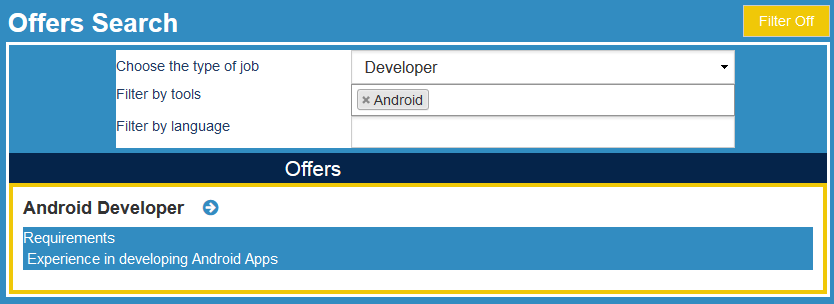 Offers Search
Filter Off
Choose the type of job Developer
Filter by tools × Android
Filter by language
Offers
Android Developer
Requirements
Experience in developing Android Apps